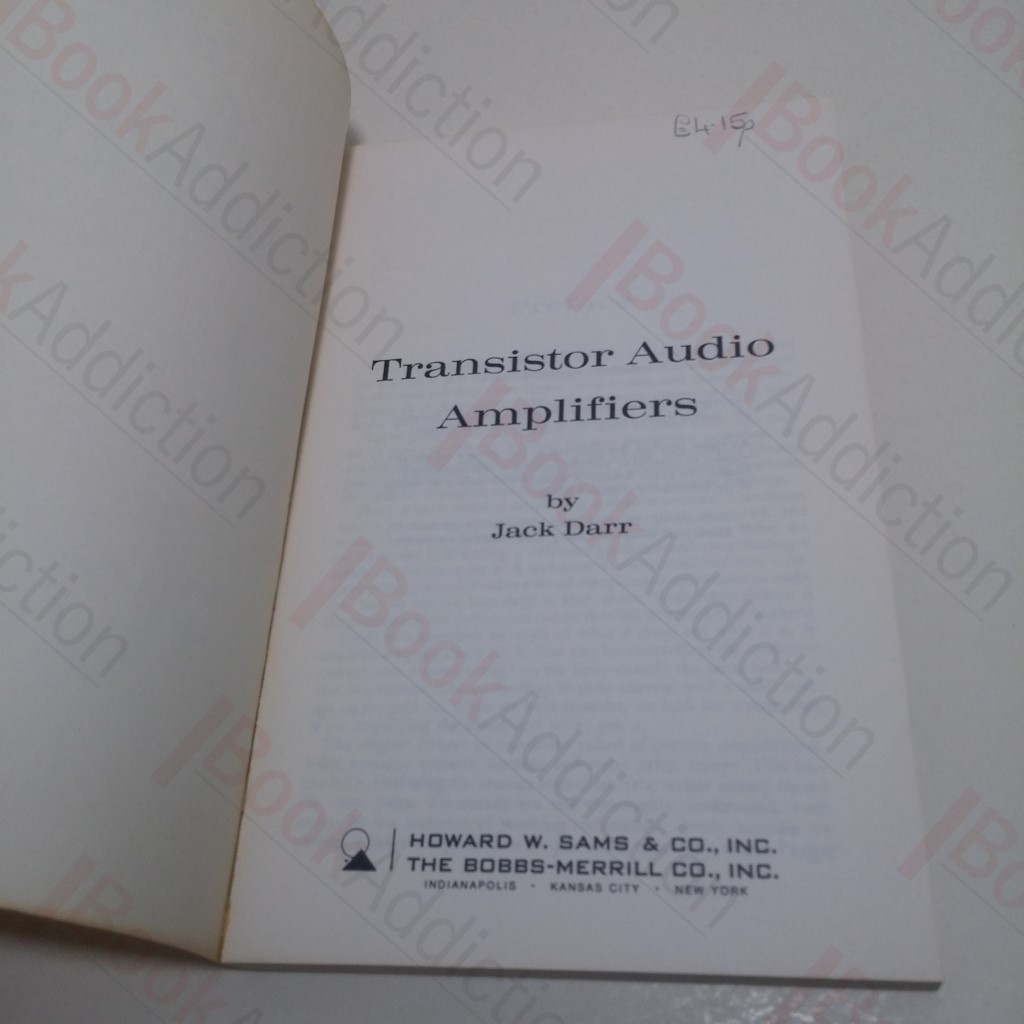 £4.15p
Transistor Audio
Amplifiers
by
Jack Darr
HOWARD W. SAMS & CO., INC.
THE BOBBS-MERRILL CO., INC.
INDIANAPOLIS · KANSAS CITY · NEW YORK
BookAddiction